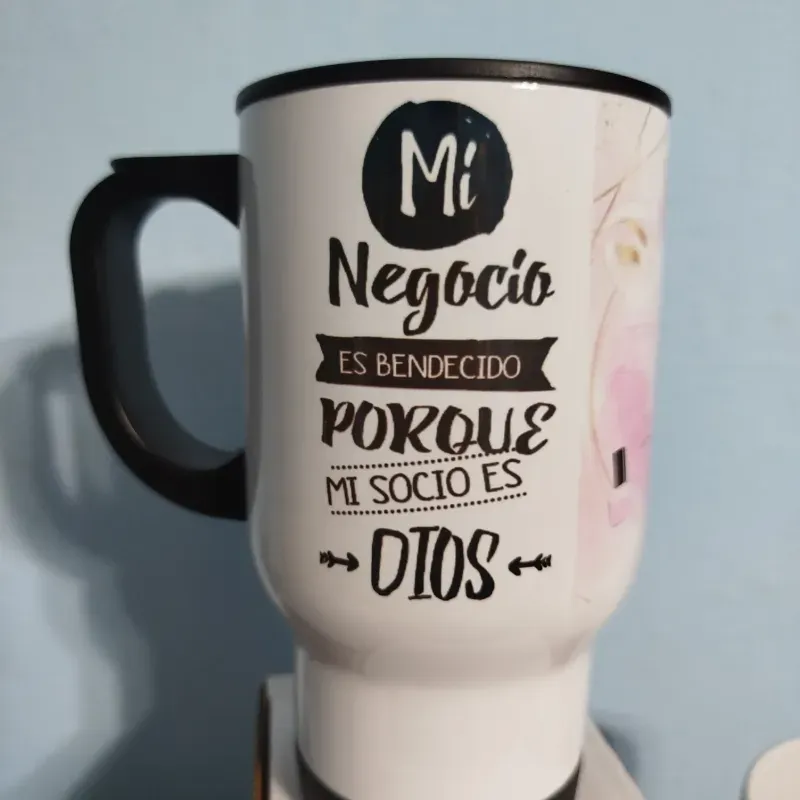 Mi
Negocio
ES BENDECIDO
PORQUE
MI SOCIO ES
DIOS